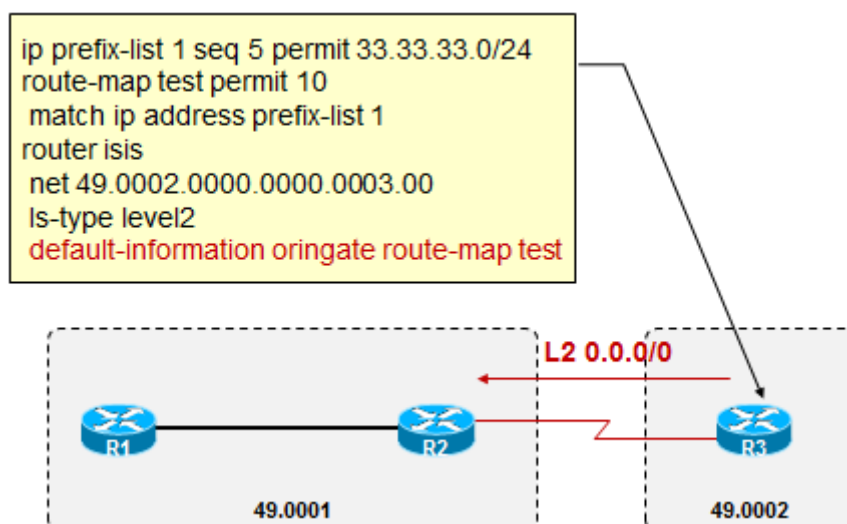 ip prefix-list 1 seq 5 permit 33.33.33.0/24
route-map test permit 10
match ip address prefix-list 1
router isis
net 49.0002.0000.0000.0003.00
ls-type level2
default-information oringate route-map test
L2 0.0.0/0
R1
R2
R3
49.0001
49.0002